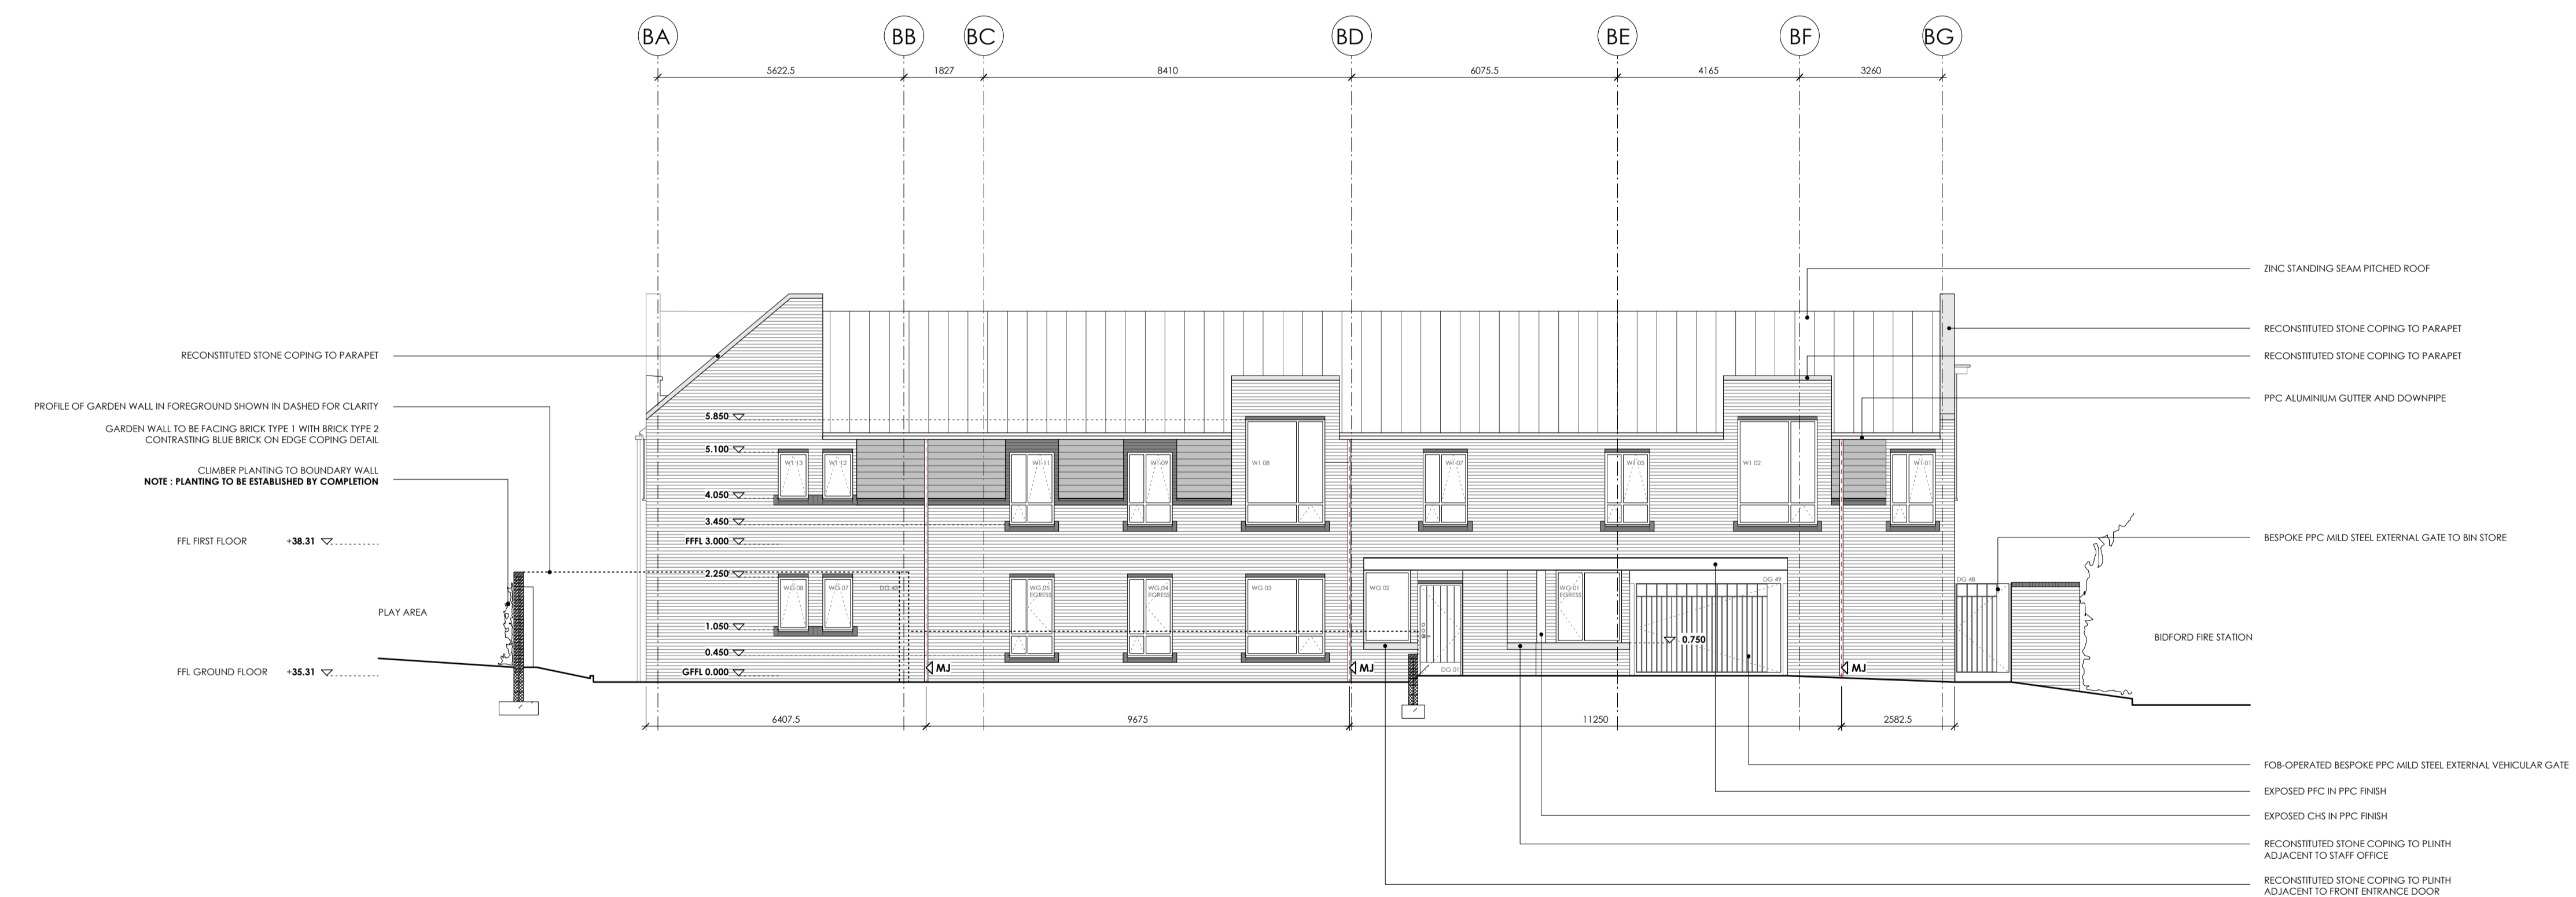 BA
BB
BC
BD
BE
BF
BG
5622.5
1827
8410
6075.5
4165
3260
ZINC STANDING SEAM PITCHED ROOF
RECONSTITUTED STONE COPING TO PARAPET
RECONSTITUTED STONE COPING TO PARAPET
RECONSTITUTED STONE COPING TO PARAPET
PPC ALUMINIUM GUTTER AND DOWNPIPE
PROFILE OF GARDEN WALL IN FOREGROUND SHOWN IN DASHED FOR CLARITY
GARDEN WALL TO BE FACING BRICK TYPE 1 WITH BRICK TYPE 2
CONTRASTING BLUE BRICK ON EDGE COPING DETAIL
CLIMBER PLANTING TO BOUNDARY WALL
NOTE : PLANTING TO BE ESTABLISHED BY COMPLETION
5.850
5.100
4.050
3.450
FFFL 3.000
2.250
1.050
0.450
GFFL 0.000
W1 13
W1 12
W1-11
W1-09
W1 08
W1-07
W1 05
W1 02
W1-01
FFL FIRST FLOOR +38.31
BESPOKE PPC MILD STEEL EXTERNAL GATE TO BIN STORE
WG-08
WG-07
WG 05
EGRESS
WG 04
EGRESS
WG 03
WG 02
WG-01
EGRESS
DG 49
DG 48
PLAY AREA
0.750
BIDFORD FIRE STATION
FFL GROUND FLOOR +35.31
MJ
MJ
DG 01
MJ
6407.5
9675
11250
2582.5
FOB-OPERATED BESPOKE PPC MILD STEEL EXTERNAL VEHICULAR GATE
EXPOSED PFC IN PPC FINISH
EXPOSED CHS IN PPC FINISH
RECONSTITUTED STONE COPING TO PLINTH
ADJACENT TO STAFF OFFICE
RECONSTITUTED STONE COPING TO PLINTH
ADJACENT TO FRONT ENTRANCE DOOR